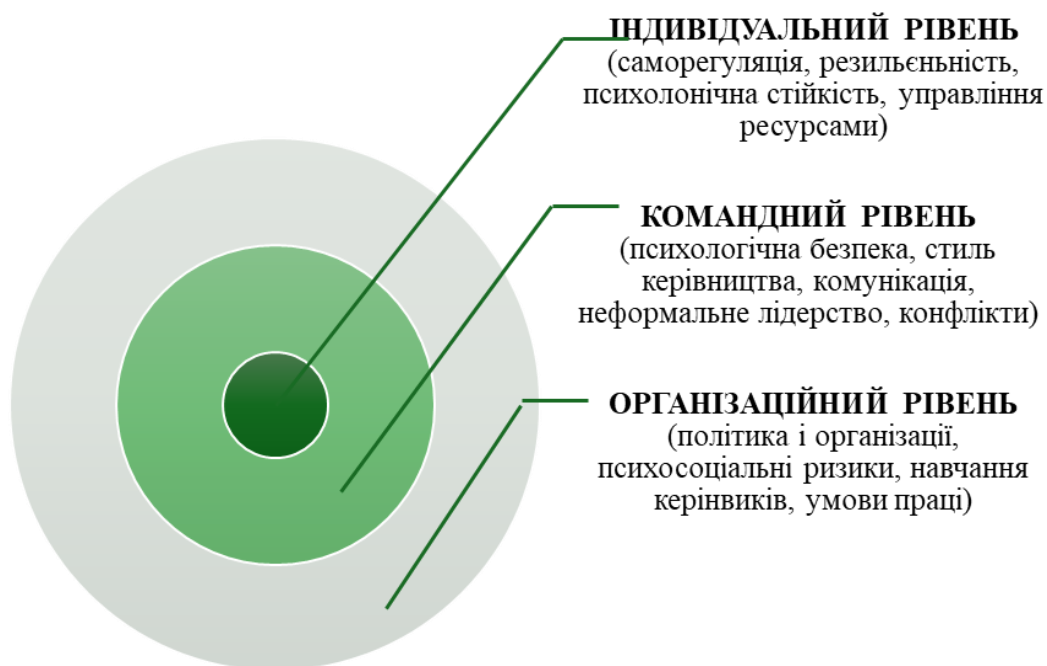 ІНДИВІДУАЛЬНИЙ РІВЕНЬ
(саморегуляція, резильєньність,
психолонічна стійкість, управління
ресурсами)
КОМАНДНИЙ РІВЕНЬ
(психологічна безпека, стиль
керівництва, комунікація,
неформальне лідерство, конфлікти)
ОРГАНІЗАЦІЙНИЙ РІВЕНЬ
(політика і організації,
психосоціальні ризики, навчання
керінвиків, умови праці)